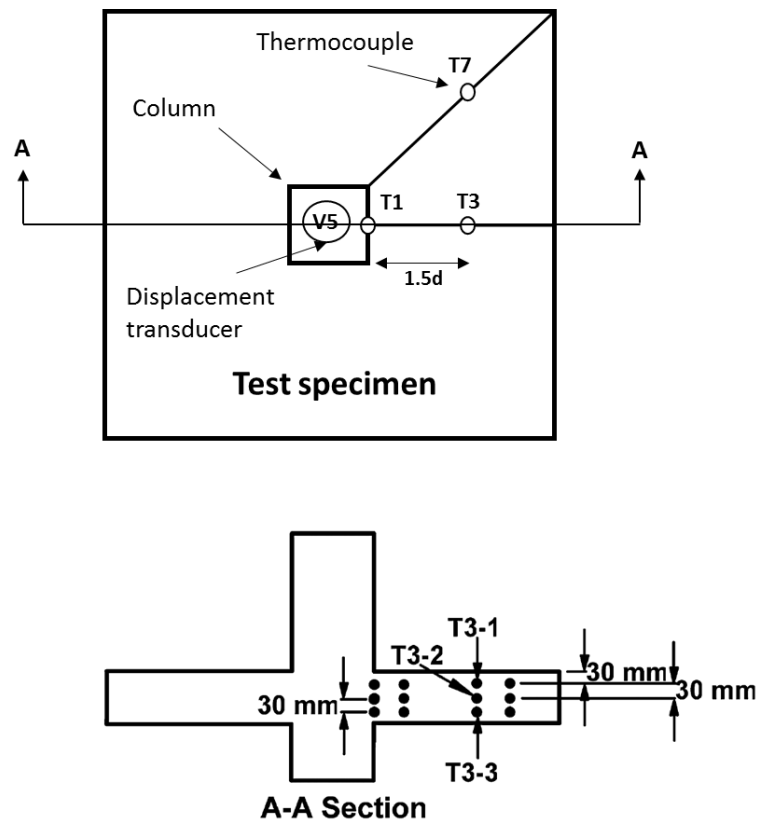 Thermocouple
T7
Column
A
A
T1
T3
V5
1.5d
Displacement
transducer
Test specimen
T3-1
T3-2
30 mm
30 mm
30 mm
T3-3
A-A Section